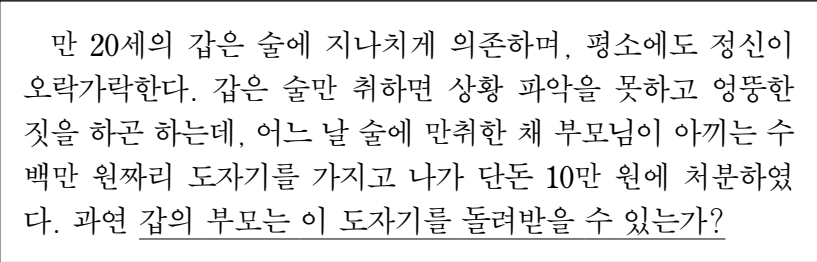 만 20세의 갑은 술에 지나치게 의존하며, 평소에도 정신이
오락가락한다. 갑은 술만 취하면 상황 파악을 못하고 엉뚱한
짓을 하곤 하는데, 어느 날 술에 만취한 채 부모님이 아끼는 수
백만 원짜리 도자기를 가지고 나가 단돈 10만 원에 처분하였
다. 과연 갑의 부모는 이 도자기를 돌려받을 수 있는가?